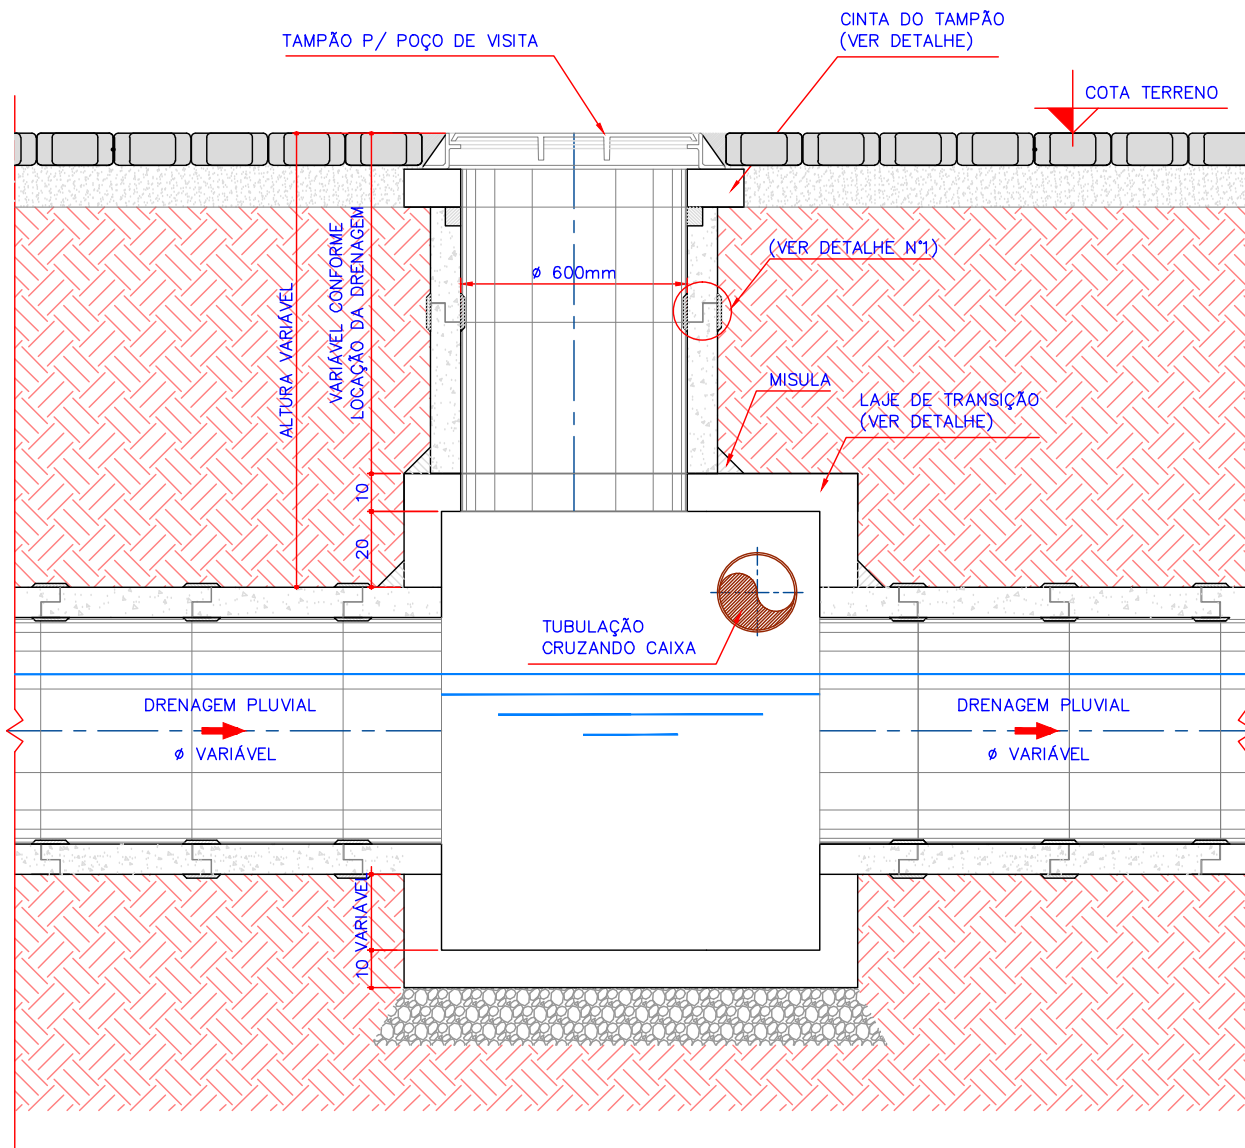 CINTA DO TAMPÃO
(VER DETALHE)
TAMPÃO P/ POÇO DE VISITA
COTA TERRENO
(VER DETALHE N°1)
ø 600mm
ALTURA VARIÁVEL
VARIÁVEL CONFORME
LOCAÇÃO DA DRENAGEM
MISULA
LAJE DE TRANSIÇÃO
(VER DETALHE)
10
20
TUBULAÇÃO
CRUZANDO CAIXA
DRENAGEM PLUVIAL
ø VARIÁVEL
DRENAGEM PLUVIAL
ø VARIÁVEL
VARIÁVEL
10